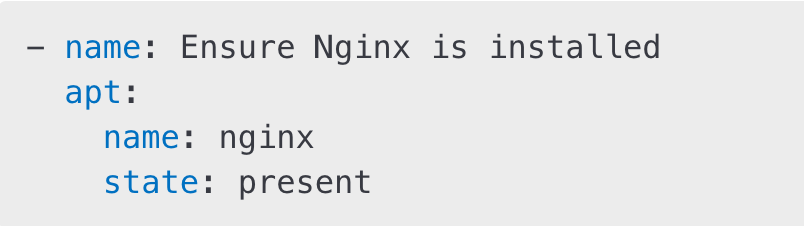 - name: Ensure Nginx is installed
  apt:
    name: nginx
    state: present